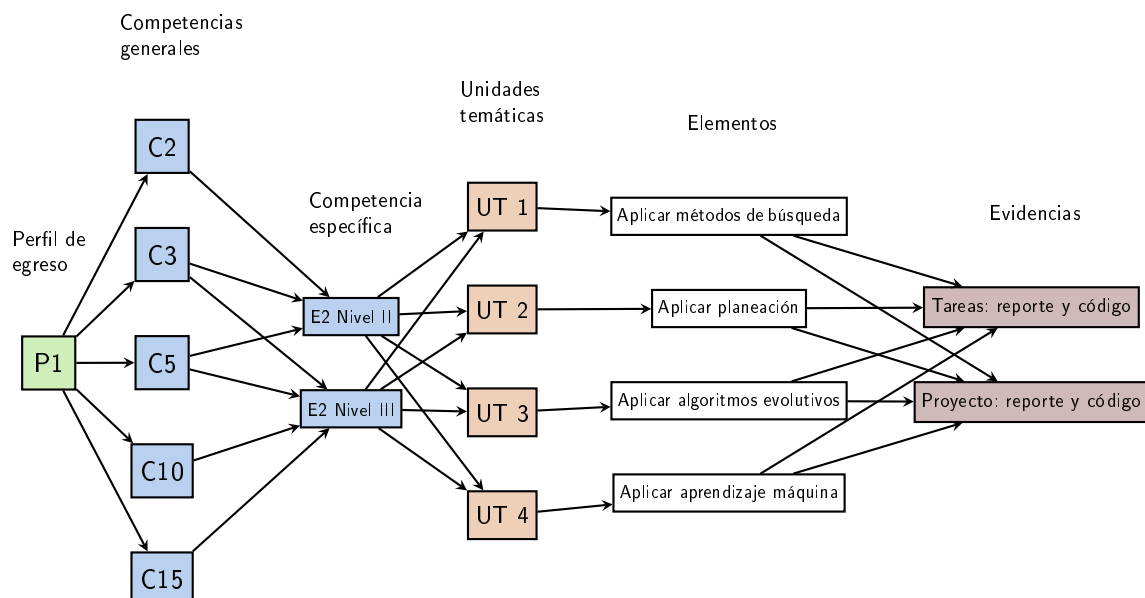 Competencias
generales
Unidades
temáticas
Elementos
Competencia
específica
Evidencias
Perfil de
egreso
P1
C2
C3
C5
C10
C15
E2 Nivel II
E2 Nivel III
UT 1
UT 2
UT 3
UT 4
Aplicar métodos de búsqueda
Aplicar planeación
Aplicar algoritmos evolutivos
Aplicar aprendizaje máquina
Tareas: reporte y código
Proyecto: reporte y código